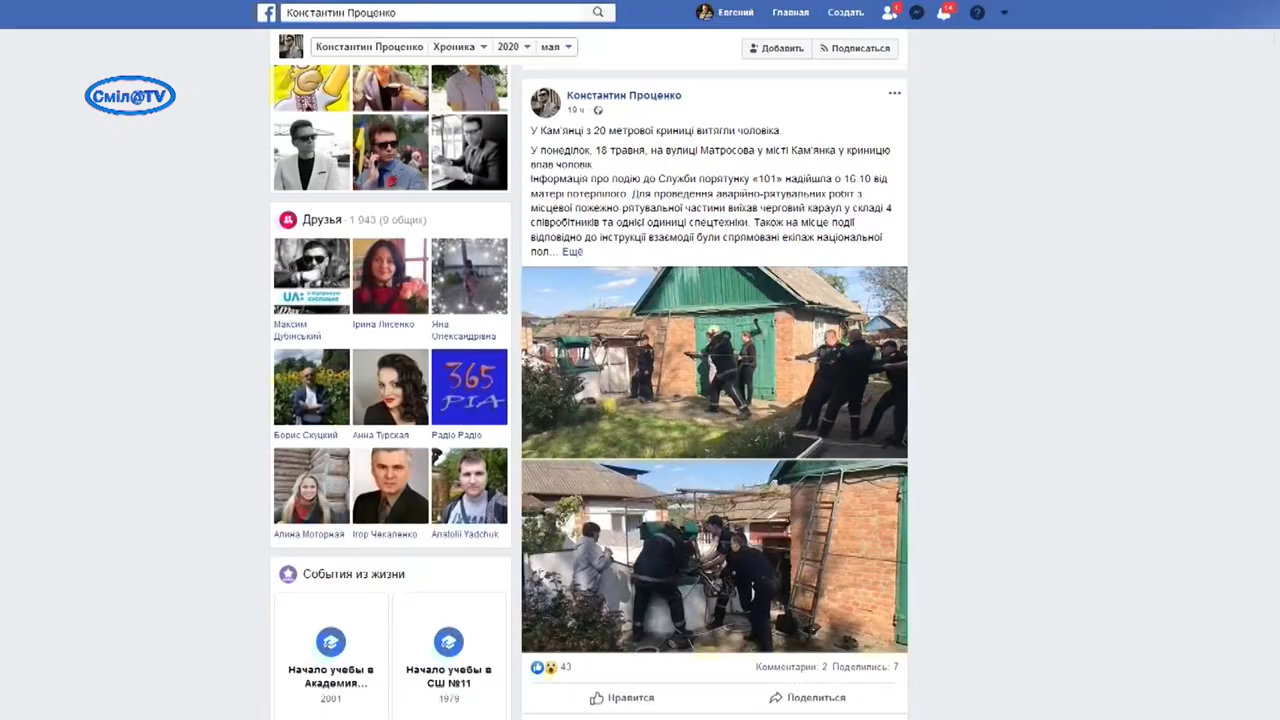 Константин Проценко
Евгений
Главная
Создать
1
14
Константин Проценко
Хроника
2020
мая
Добавить
Подписаться
Сміл@TV
Друзья · 1 943 (9 общих)
UA:
СУСПІЛЬНЕ
Максим
Дубінський
Ірина Лисенко
Яна
Олександрівна
365
РІА
Борис Скуцкий
Анна Турская
Радіо Радіо
Алина Моторная
Ігор Чекаленко
Anatolii Yadchuk
События из жизни
Начало учебы в
Академия...
2001
Начало учебы в
СШ №11
1979
Константин Проценко
19 ч
У Кам'янці з 20 метрової криниці витягли чоловіка.
У понеділок, 18 травня, на вулиці Матросова у місті Кам'янка у криницю
впав чоловік.
Інформація про подію до Служби порятунку «101» надійшла о 16:10 від
матері потерпілого. Для проведення аварійно-рятувальних робіт з
місцевої пожежно-рятувальної частини виїхав черговий караул у складі 4
співробітників та однієї одиниці спецтехніки. Також на місце події
відповідно до інструкції взаємодії були спрямовані екіпаж національної
пол... Ещё
43
Комментарии: 2 Поделились: 7
Нравится
Поделиться